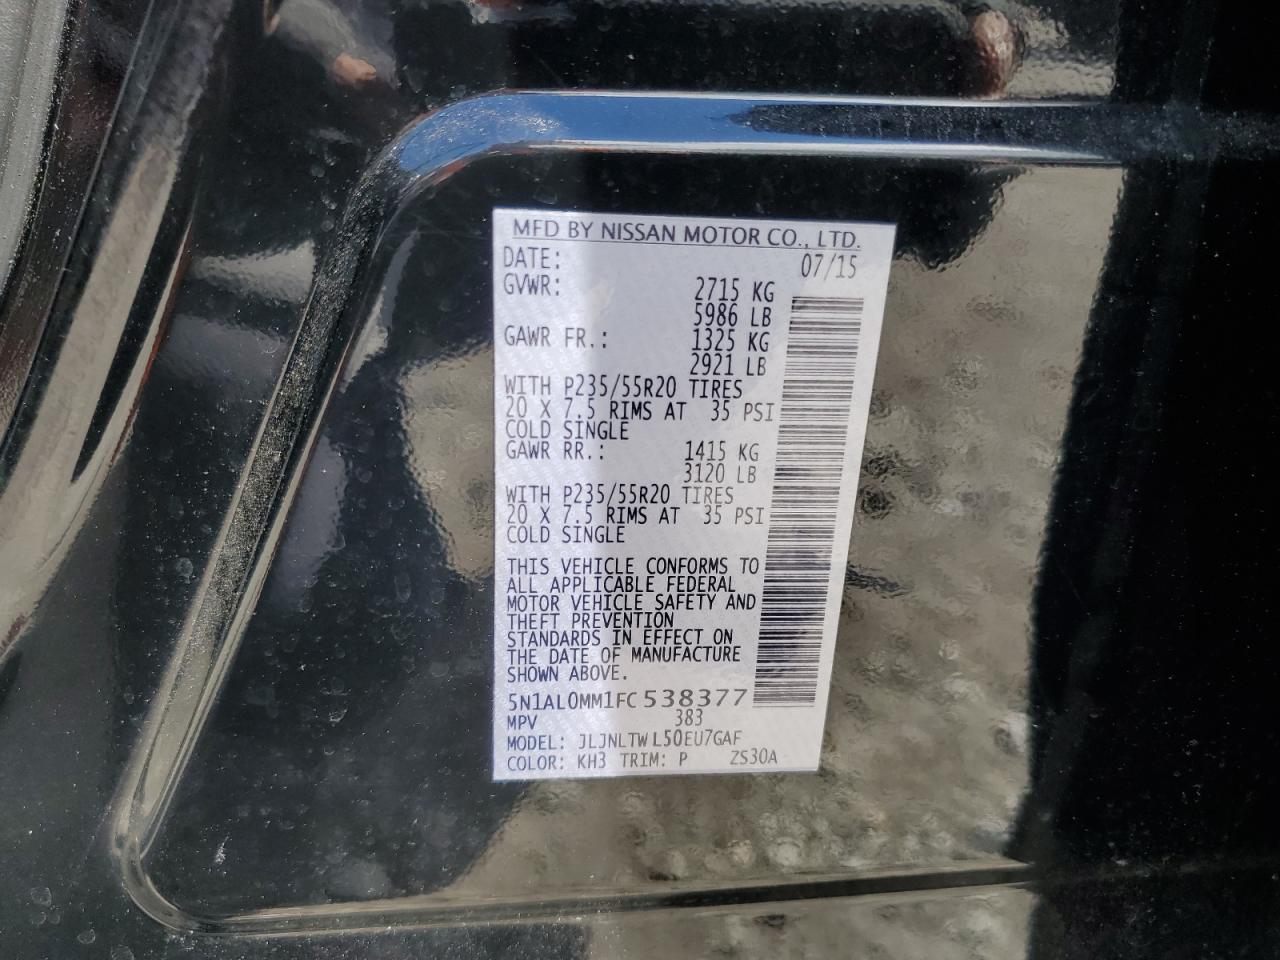 MFD BY NISSAN MOTOR CO., LTD.
DATE: 07/15
GVWR: 2715 KG
5986 LB
GAWR FR.: 1325 KG
2921 LB
WITH P235/55R20 TIRES
20 X 7.5 RIMS AT 35 PSI
COLD SINGLE
GAWR RR.: 1415 KG
3120 LB
WITH P235/55R20 TIRES
20 X 7.5 RIMS AT 35 PSI
COLD SINGLE
THIS VEHICLE CONFORMS TO
ALL APPLICABLE FEDERAL
MOTOR VEHICLE SAFETY AND
THEFT PREVENTION
STANDARDS IN EFFECT ON
THE DATE OF MANUFACTURE
SHOWN ABOVE.
5N1AL0MM1FC538377
MPV 383
MODEL: JLJNLTWL50EU7GAF
COLOR: KH3 TRIM: P ZS30A